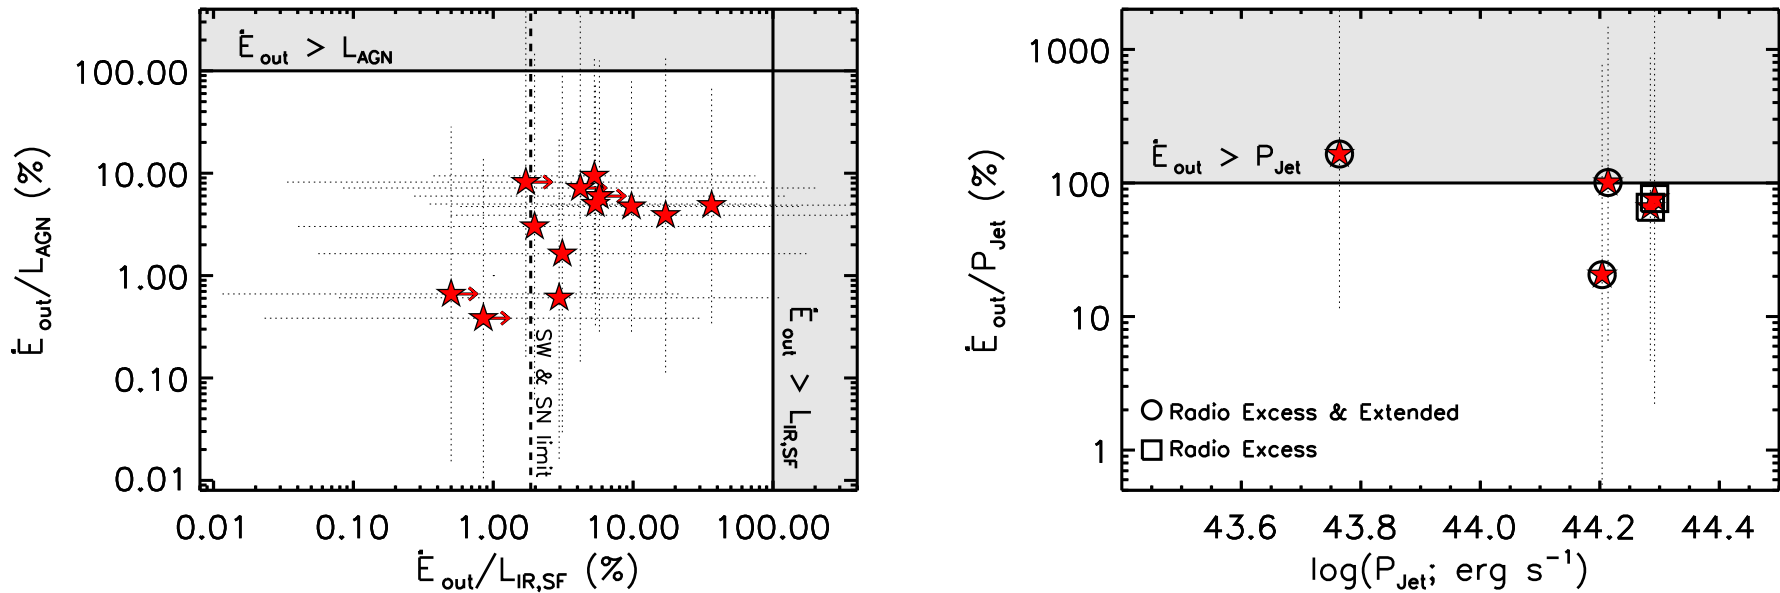 Ė_out > L_AGN
100.00
10.00
1.00
0.10
0.01
Ė_out/L_AGN (%)
SW & SN limit
Ė_out > L_IR,SF
0.01 0.10 1.00 10.00 100.00
Ė_out/L_IR,SF (%)
1000
100
10
1
Ė_out/P_Jet (%)
Ė_out > P_Jet
Radio Excess & Extended
Radio Excess
43.6 43.8 44.0 44.2 44.4
log(P_Jet; erg s⁻¹)